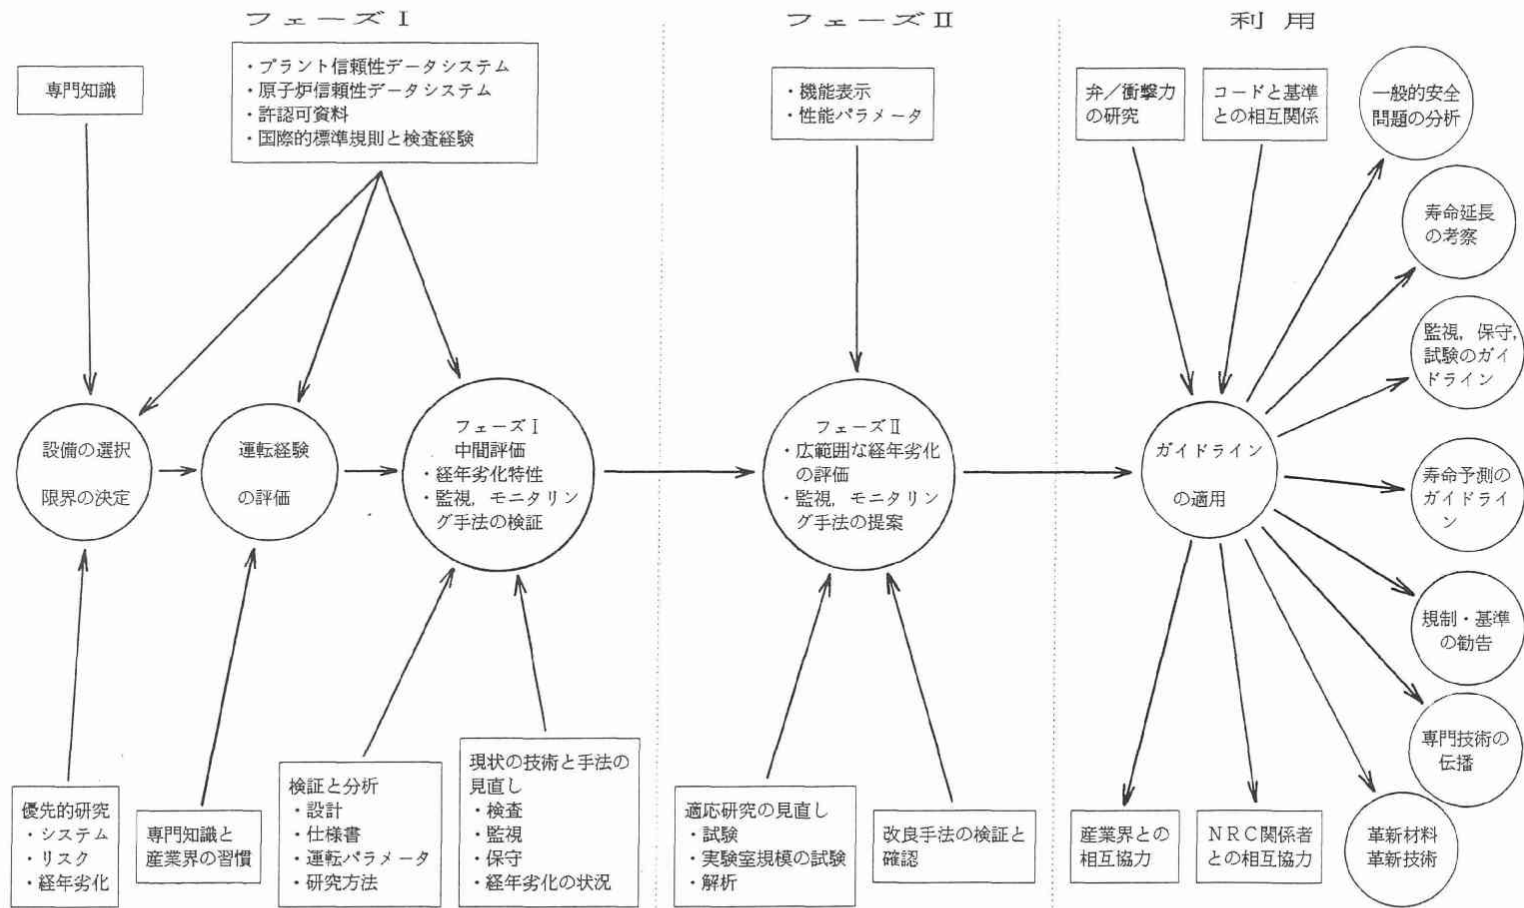 フェーズⅠ
フェーズⅡ
利用
専門知識
・プラント信頼性データシステム
・原子炉信頼性データシステム
・許認可資料
・国際的標準規則と検査経験
・機能表示
・性能パラメータ
弁／衝撃力
の研究
コードと基準
との相互関係
一般的安全
問題の分析
寿命延長
の考察
監視，保守，
試験のガイ
ドライン
設備の選択
限界の決定
運転経験
の評価
フェーズⅠ
中間評価
・経年劣化特性
・監視，モニタリン
グ手法の検証
フェーズⅡ
・広範囲な経年劣化
の評価
・監視，モニタリン
グ手法の提案
ガイドライン
の適用
寿命予測の
ガイドライ
ン
規制・基準
の勧告
専門技術の
伝播
優先的研究
・システム
・リスク
・経年劣化
専門知識と
産業界の習慣
検証と分析
・設計
・仕様書
・運転パラメータ
・研究方法
現状の技術と手法の
見直し
・検査
・監視
・保守
・経年劣化の状況
適応研究の見直し
・試験
・実験室規模の試験
・解析
改良手法の検証と
確認
産業界との
相互協力
ＮＲＣ関係者
との相互協力
革新材料
革新技術